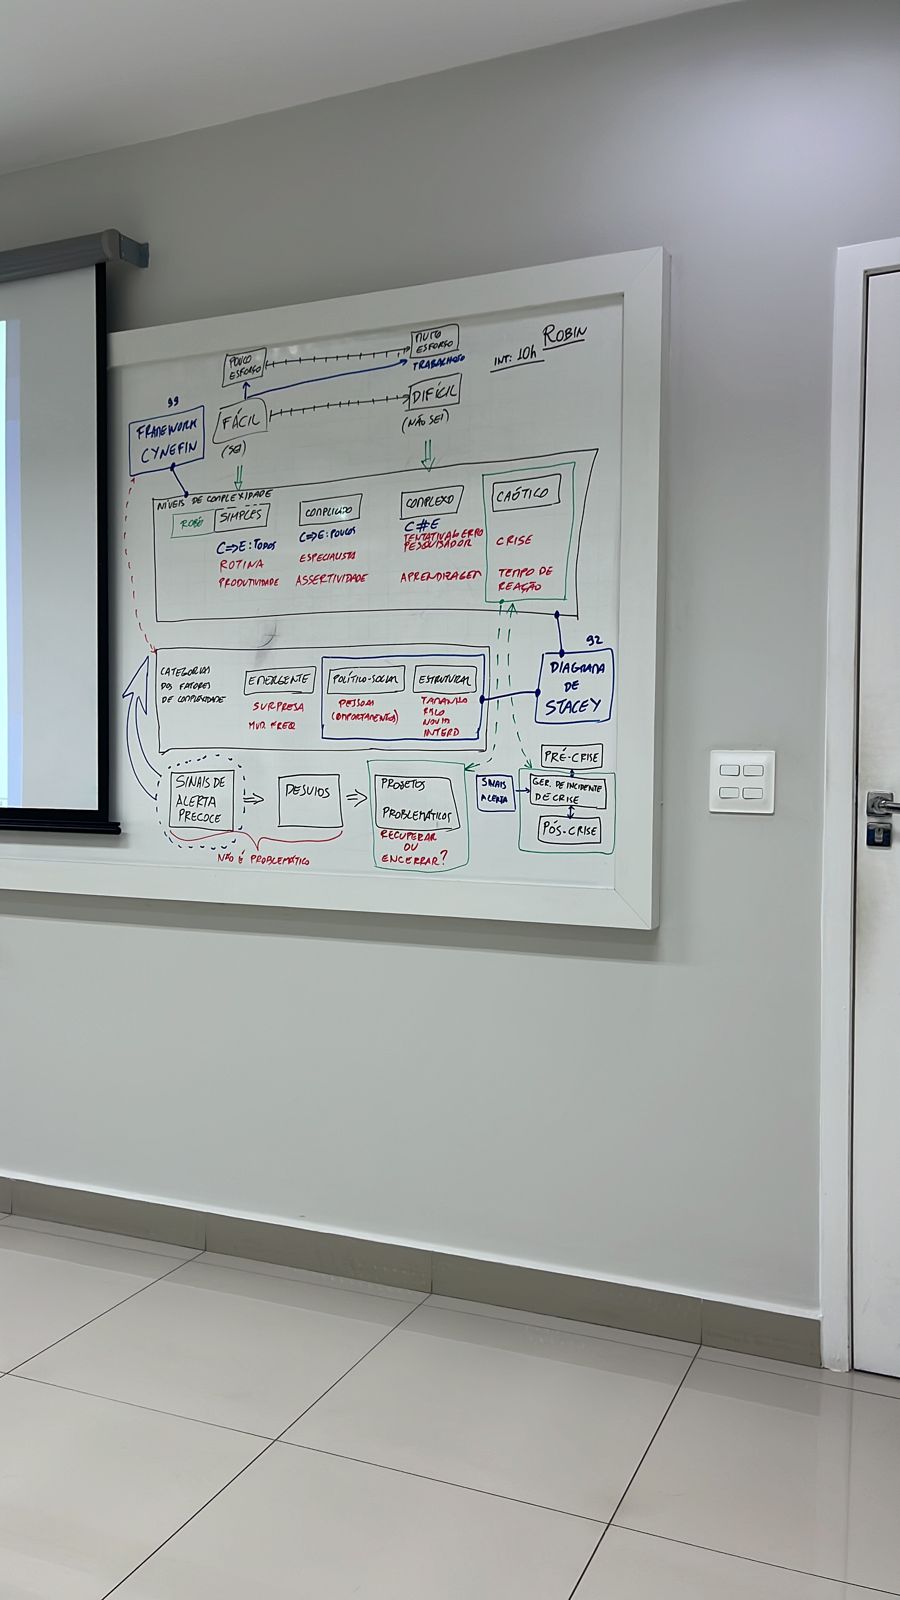 ROBIN
INT: 10h
POUCO
ESFORÇO
MUITO
ESFORÇO
TRABALHOSO
FÁCIL
(SEI)
DIFÍCIL
(NÃO SEI)
99
FRAMEWORK
CYNEFIN
NÍVEIS DE COMPLEXIDADE
ROBÔ
SIMPLES
C=>E: TODOS
ROTINA
PRODUTIVIDADE
COMPLICADO
C=>E: POUCOS
ESPECIALISTA
ASSERTIVIDADE
COMPLEXO
C#E
TENTATIVA&ERRO
PESQUISADOR
APRENDIZAGEM
CAÓTICO
CRISE
TEMPO DE
REAÇÃO
CATEGORIAS
DOS FATORES
DE COMPLEXIDADE
EMERGENTE
SURPRESA
MUD. FREQ
POLÍTICO-SOCIAL
PESSOAS
(COMPORTAMENTOS)
ESTRUTURAL
TAMANHO
INTERD
92
DIAGRAMA
DE
STACEY
SINAIS DE
ALERTA
PRECOCE
DESVIOS
NÃO É PROBLEMÁTICO
PROJETOS
PROBLEMÁTICOS
RECUPERAR
OU
ENCERRAR?
SINAIS
ALERTA
PRÉ-CRISE
GER. DE INCIDENTE
DE CRISE
PÓS-CRISE